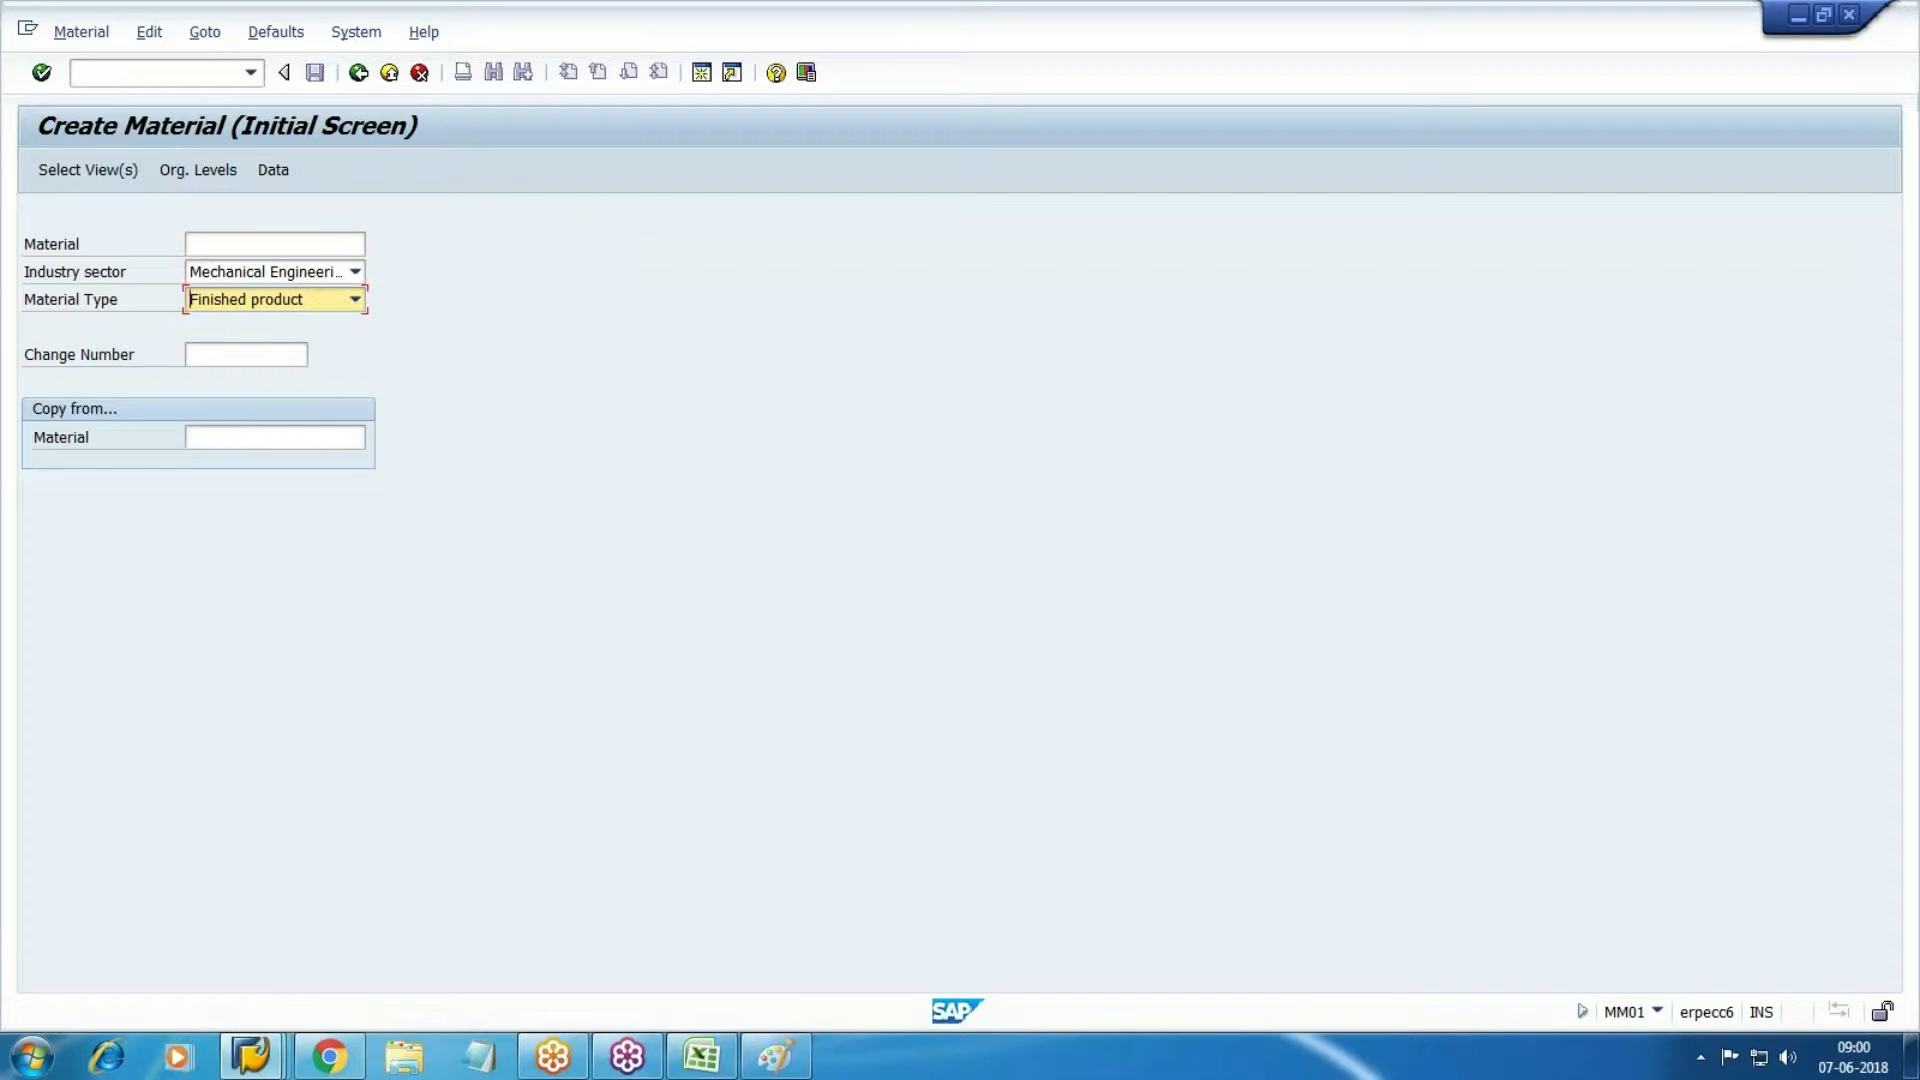 Material Edit Goto Defaults System Help
Create Material (Initial Screen)
Select View(s) Org. Levels Data
Material
Industry sector Mechanical Engineeri...
Material Type Finished product
Change Number
Copy from...
Material
SAP
MM01 erpecc6 INS
09:00
07-06-2018